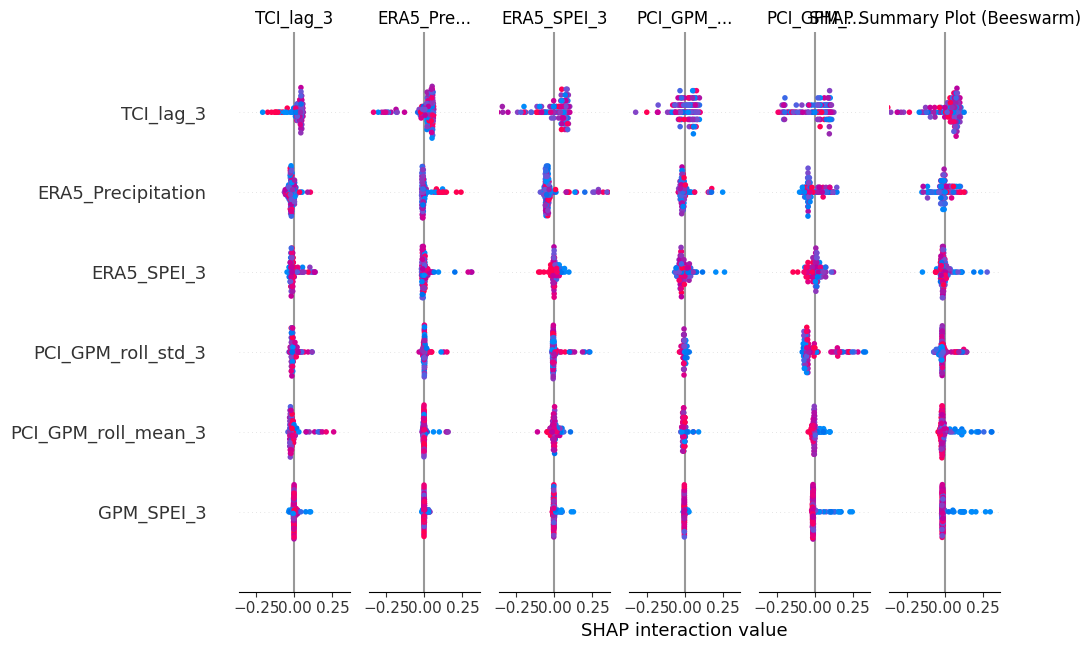 TCI_lag_3 ERA5_Pre... ERA5_SPEI_3 PCI_GPM_... PCI_GPM_... SHAP Summary Plot (Beeswarm)
TCI_lag_3
ERA5_Precipitation
ERA5_SPEI_3
PCI_GPM_roll_std_3
PCI_GPM_roll_mean_3
GPM_SPEI_3
−0.25 0.00 0.25 −0.25 0.00 0.25 −0.25 0.00 0.25 −0.25 0.00 0.25 −0.25 0.00 0.25 −0.25 0.00 0.25
SHAP interaction value